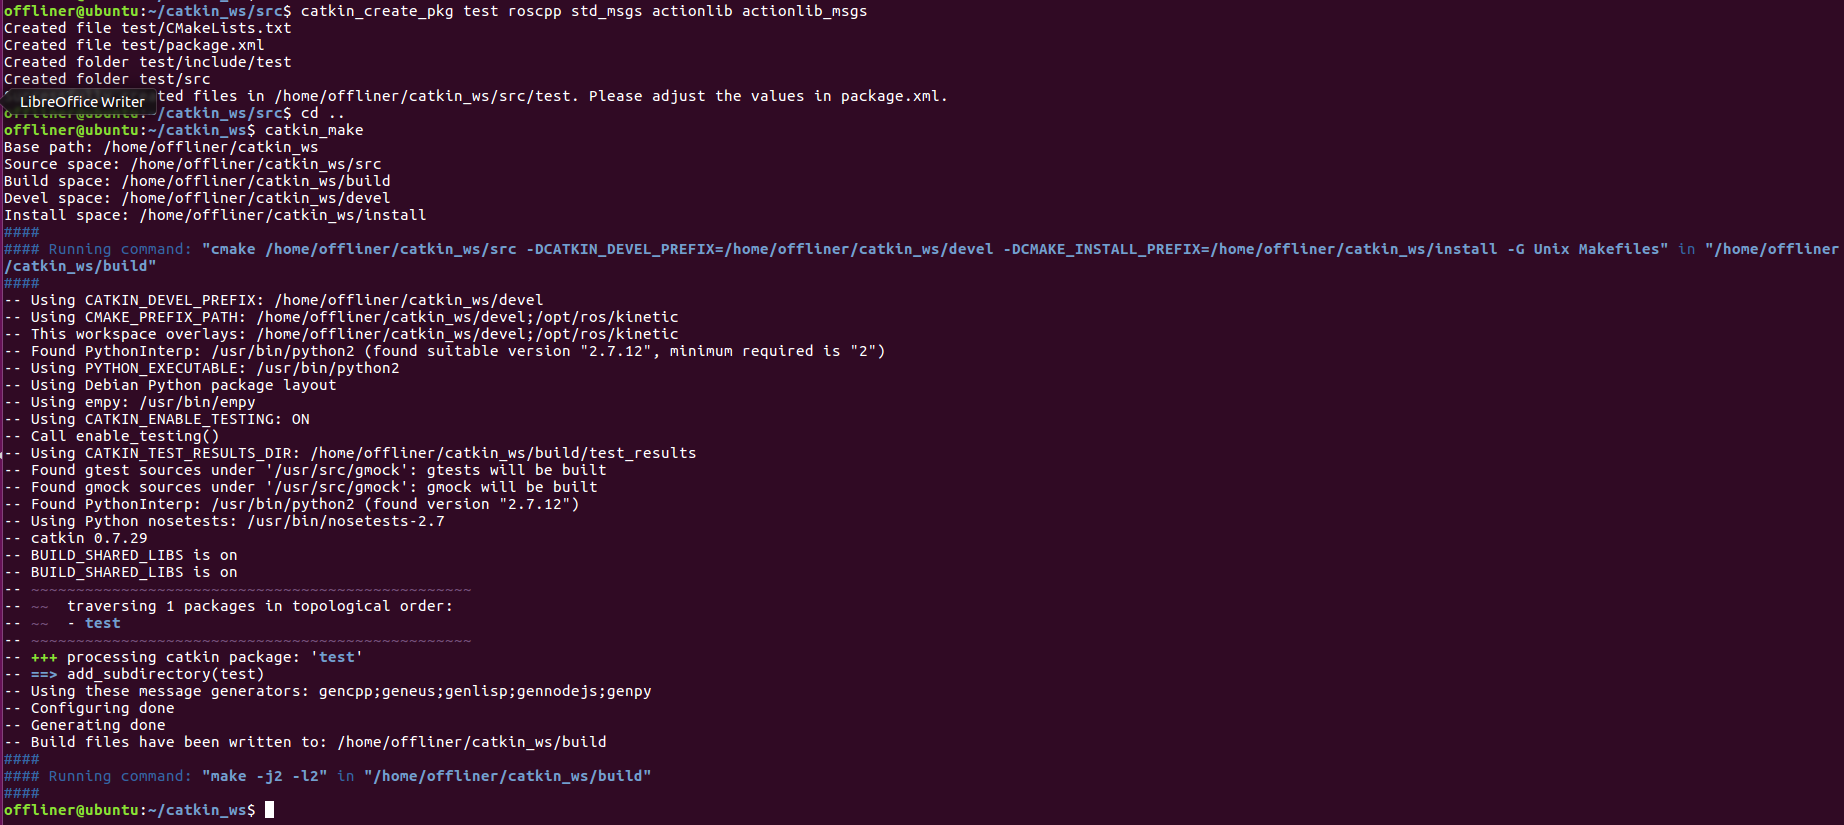 offliner@ubuntu:~/catkin_ws/src$ catkin_create_pkg test roscpp std_msgs actionlib actionlib_msgs
Created file test/CMakeLists.txt
Created file test/package.xml
Created folder test/include/test
Created folder test/src
LibreOffice Writer
ted files in /home/offliner/catkin_ws/src/test. Please adjust the values in package.xml.
offliner@ubuntu:~/catkin_ws/src$ cd ..
offliner@ubuntu:~/catkin_ws$ catkin_make
Base path: /home/offliner/catkin_ws
Source space: /home/offliner/catkin_ws/src
Build space: /home/offliner/catkin_ws/build
Devel space: /home/offliner/catkin_ws/devel
Install space: /home/offliner/catkin_ws/install
####
#### Running command: "cmake /home/offliner/catkin_ws/src -DCATKIN_DEVEL_PREFIX=/home/offliner/catkin_ws/devel -DCMAKE_INSTALL_PREFIX=/home/offliner/catkin_ws/install -G Unix Makefiles" in "/home/offliner
/catkin_ws/build"
####
-- Using CATKIN_DEVEL_PREFIX: /home/offliner/catkin_ws/devel
-- Using CMAKE_PREFIX_PATH: /home/offliner/catkin_ws/devel;/opt/ros/kinetic
-- This workspace overlays: /home/offliner/catkin_ws/devel;/opt/ros/kinetic
-- Found PythonInterp: /usr/bin/python2 (found suitable version "2.7.12", minimum required is "2")
-- Using PYTHON_EXECUTABLE: /usr/bin/python2
-- Using Debian Python package layout
-- Using empy: /usr/bin/empy
-- Using CATKIN_ENABLE_TESTING: ON
-- Call enable_testing()
-- Using CATKIN_TEST_RESULTS_DIR: /home/offliner/catkin_ws/build/test_results
-- Found gtest sources under '/usr/src/gmock': gtests will be built
-- Found gmock sources under '/usr/src/gmock': gmock will be built
-- Found PythonInterp: /usr/bin/python2 (found version "2.7.12")
-- Using Python nosetests: /usr/bin/nosetests-2.7
-- catkin 0.7.29
-- BUILD_SHARED_LIBS is on
-- BUILD_SHARED_LIBS is on
-- ~~~~~~~~~~~~~~~~~~~~~~~~~~~~~~~~~~~~~~~~~~~~~~~~~
-- ~~  traversing 1 packages in topological order:
-- ~~  - test
-- ~~~~~~~~~~~~~~~~~~~~~~~~~~~~~~~~~~~~~~~~~~~~~~~~~
-- +++ processing catkin package: 'test'
-- ==> add_subdirectory(test)
-- Using these message generators: gencpp;geneus;genlisp;gennodejs;genpy
-- Configuring done
-- Generating done
-- Build files have been written to: /home/offliner/catkin_ws/build
####
#### Running command: "make -j2 -l2" in "/home/offliner/catkin_ws/build"
####
offliner@ubuntu:~/catkin_ws$